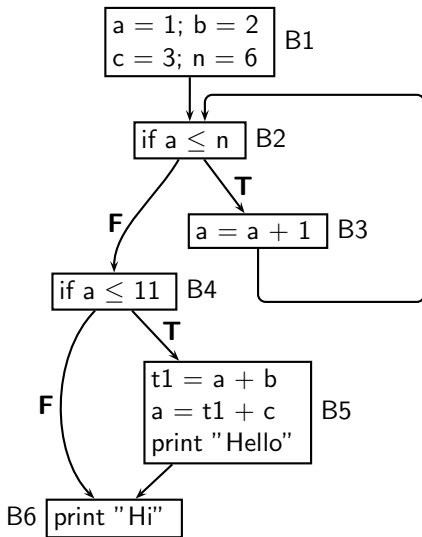 a = 1; b = 2
c = 3; n = 6
B1
if a ≤ n
B2
T
F
a = a + 1
B3
if a ≤ 11
B4
T
F
t1 = a + b
a = t1 + c
print "Hello"
B5
B6
print "Hi"